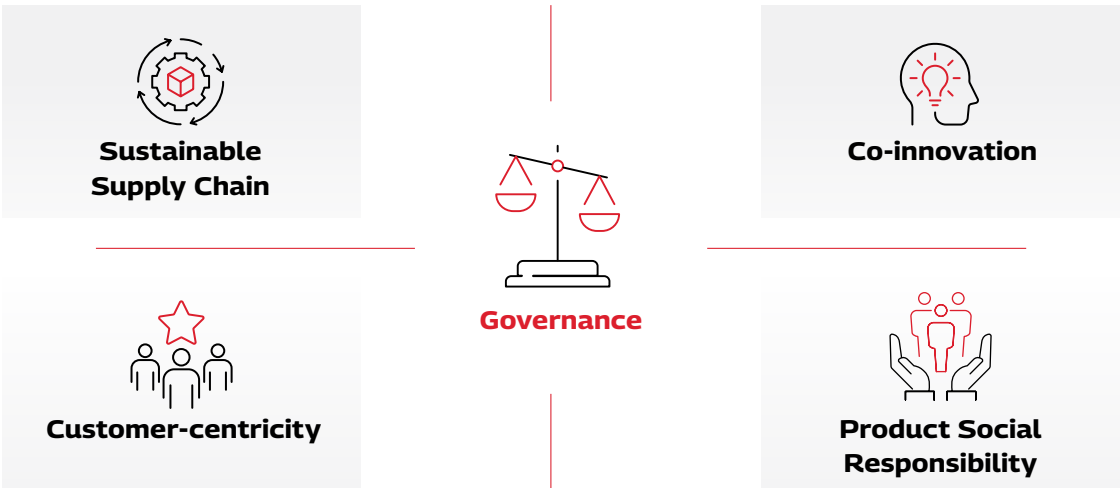 Sustainable
Supply Chain
Co-innovation
Governance
Customer-centricity
Product Social
Responsibility